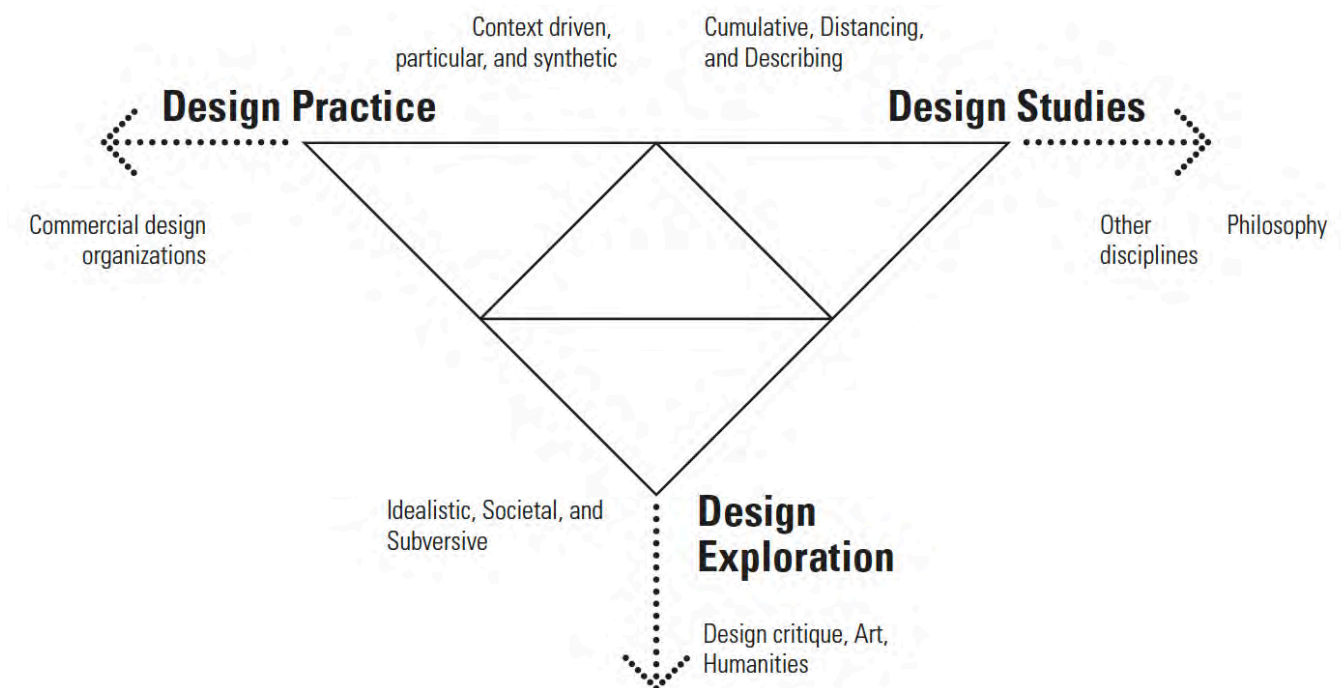 Context driven,
particular, and synthetic
Cumulative, Distancing,
and Describing
Design Practice
Design Studies
Commercial design
organizations
Other
disciplines
Philosophy
Idealistic, Societal, and
Subversive
Design
Exploration
Design critique, Art,
Humanities